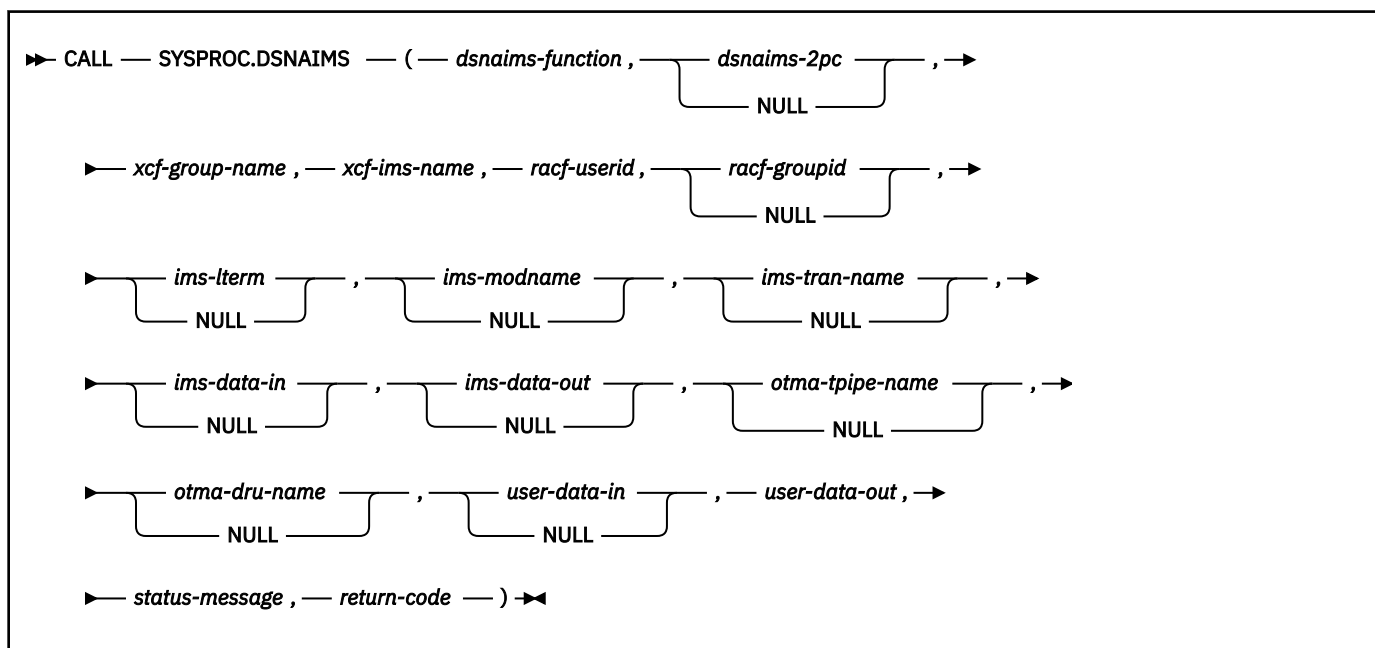 CALL SYSPROC.DSNAIMS ( dsnaims-function , dsnaims-2pc ,
NULL
xcf-group-name , xcf-ims-name , racf-userid , racf-groupid ,
NULL
ims-lterm , ims-modname , ims-tran-name ,
NULL NULL NULL
ims-data-in , ims-data-out , otma-tpipe-name ,
NULL NULL NULL
otma-dru-name , user-data-in , user-data-out ,
NULL NULL
status-message , return-code )